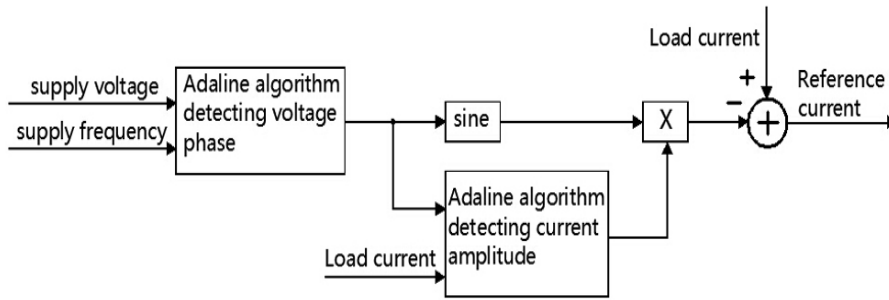 Load current
+
supply voltage
Adaline algorithm
detecting voltage
phase
supply frequency
sine
X
−
+
Reference
current
Adaline algorithm
detecting current
amplitude
Load current